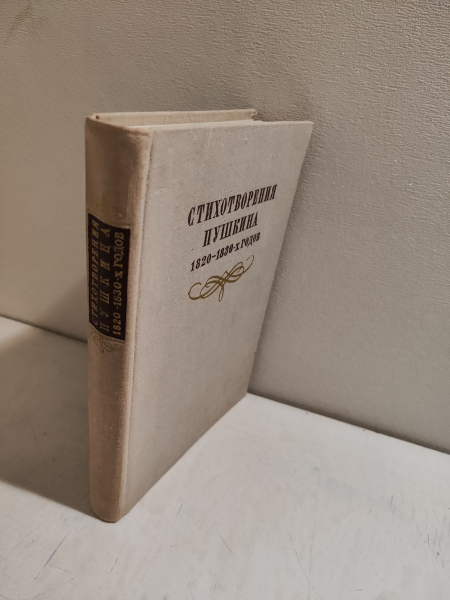 СТИХОТВОРЕНИЯ
ПУШКИНА
1820-1830-х ГОДОВ
СТИХОТВОРЕНИЯ
ПУШКИНА
1820-1830-х ГОДОВ